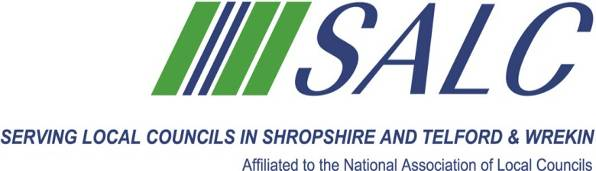 SALC
SERVING LOCAL COUNCILS IN SHROPSHIRE AND TELFORD & WREKIN
Affiliated to the National Association of Local Councils